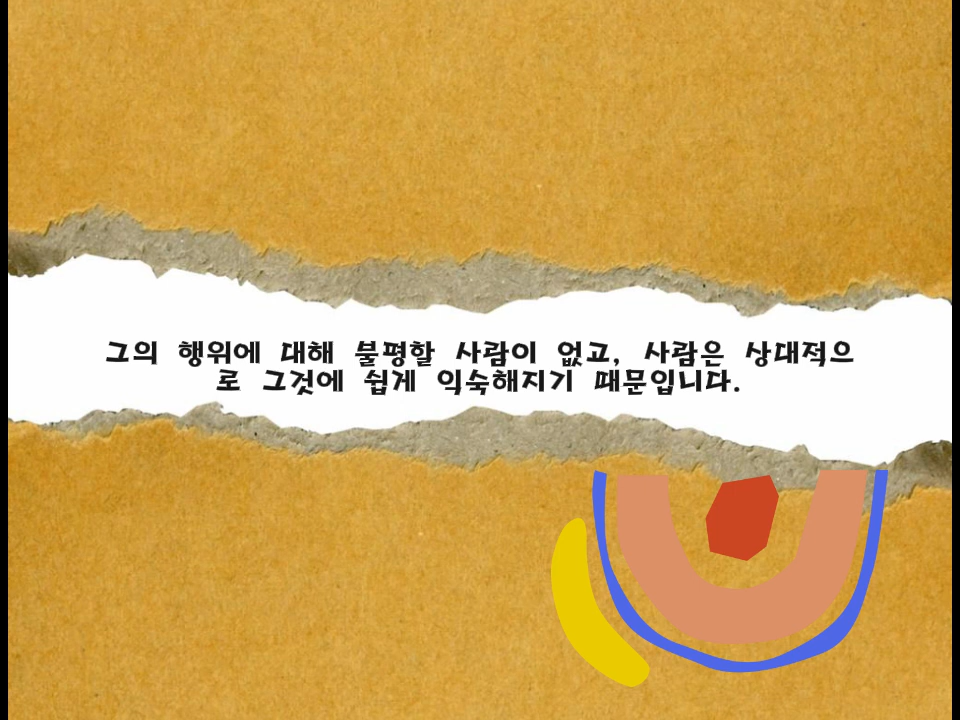 그의 행위에 대해 불평할 사람이 없고, 사람은 상대적으
로 그것에 쉽게 익숙해지기 때문입니다.